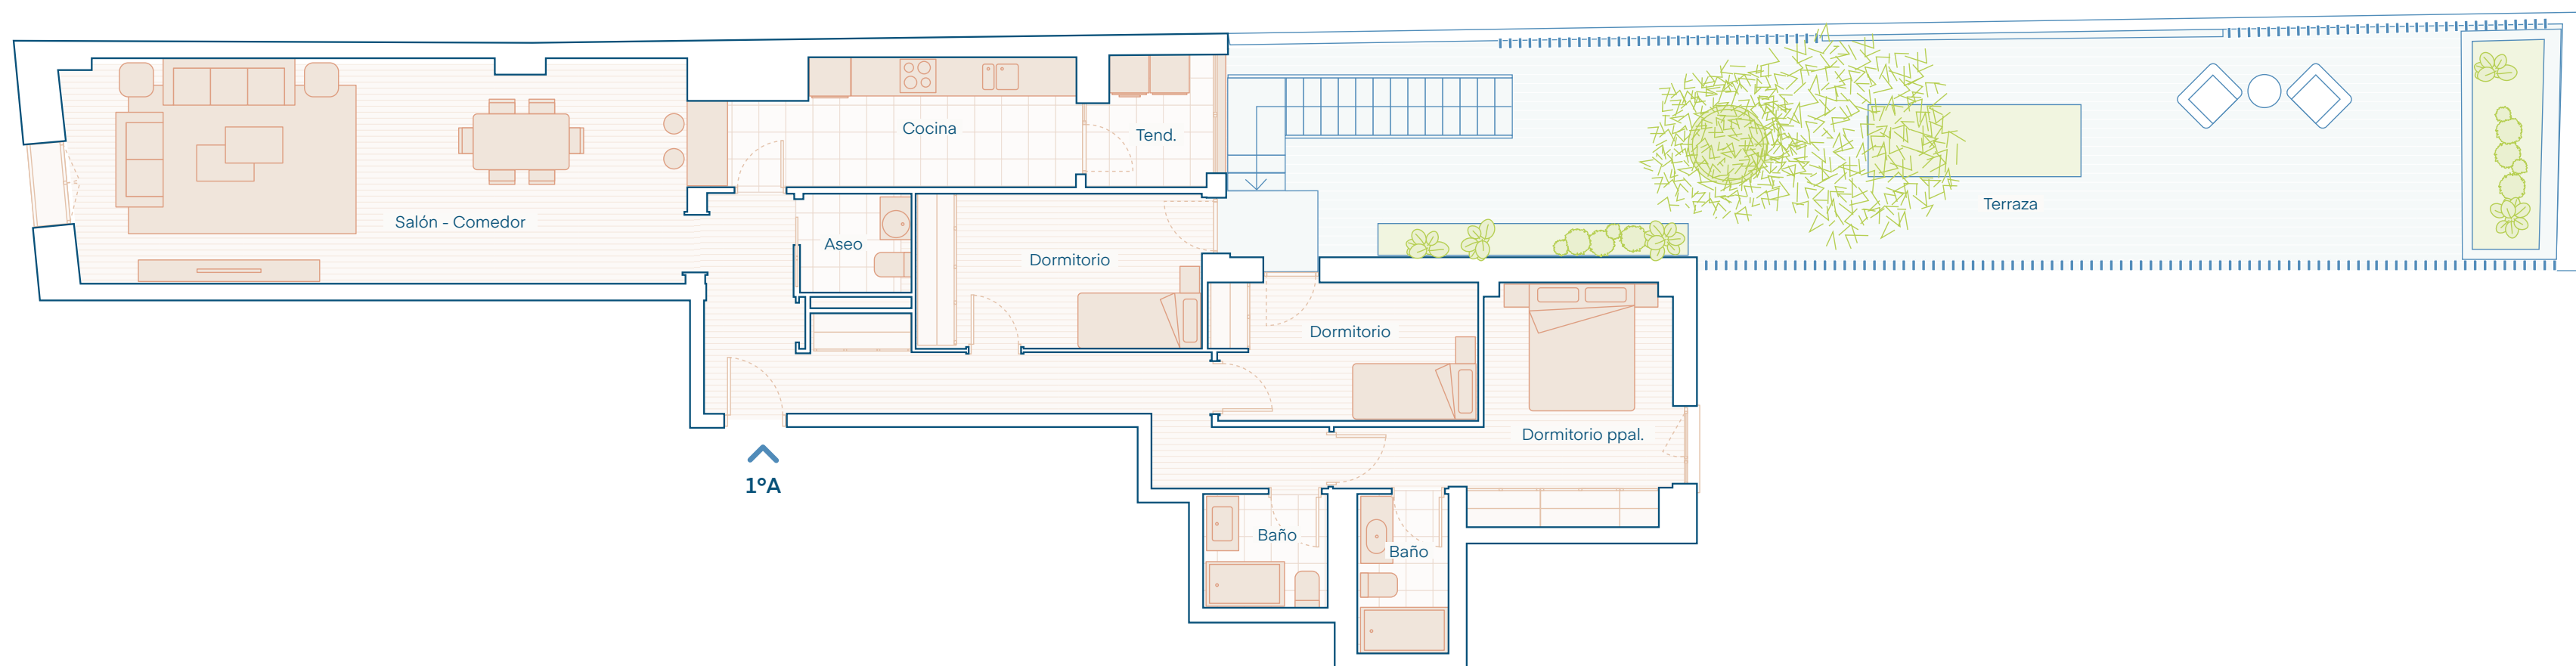 Cocina
Tend.
Terraza
Salón - Comedor
Aseo
Dormitorio
Dormitorio
Dormitorio ppal.
1ºA
Baño
Baño